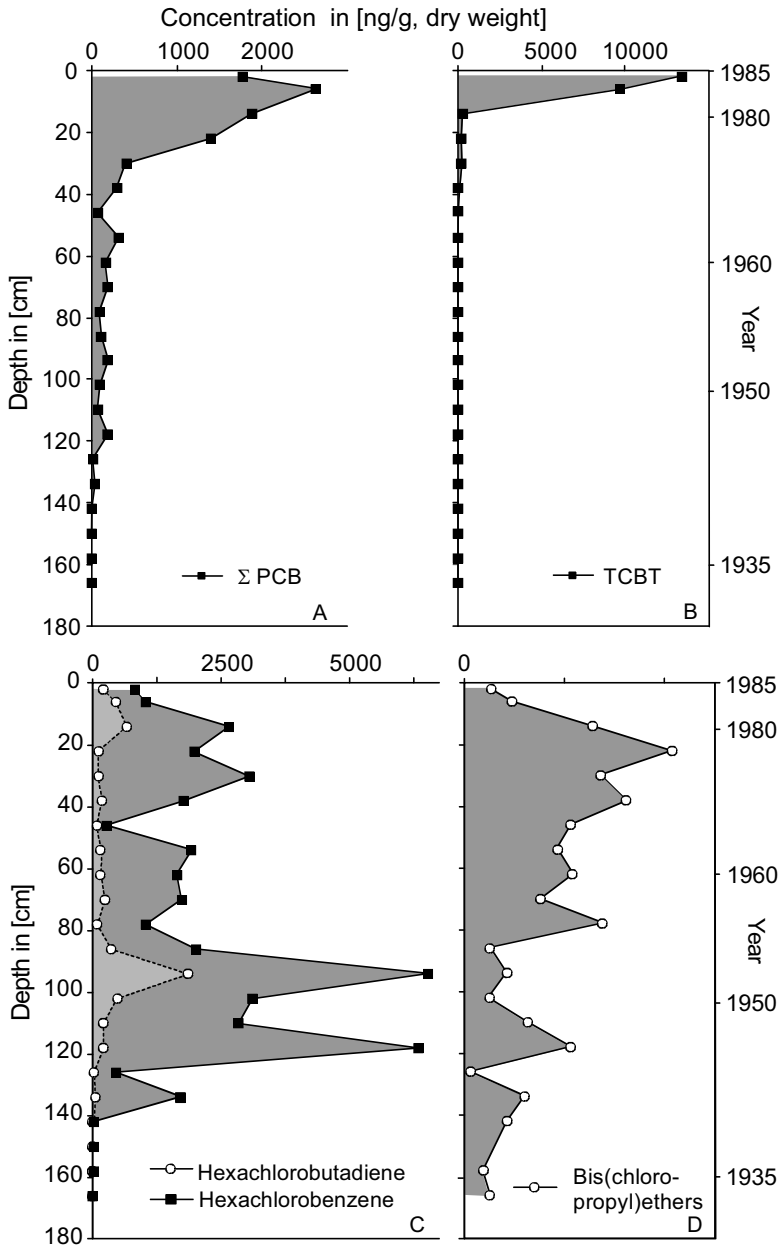 Concentration in [ng/g, dry weight]
0 1000 2000
0 5000 10000
0
20
40
60
80
100
120
140
160
180
Depth in [cm]
Σ PCB
A
1985
1980
1960
1950
1935
Year
TCBT
B
0 2500 5000
0
0
20
40
60
80
100
120
140
160
180
Depth in [cm]
Hexachlorobutadiene
Hexachlorobenzene
C
1985
1980
1960
1950
1935
Year
Bis(chloro-
propyl)ethers
D